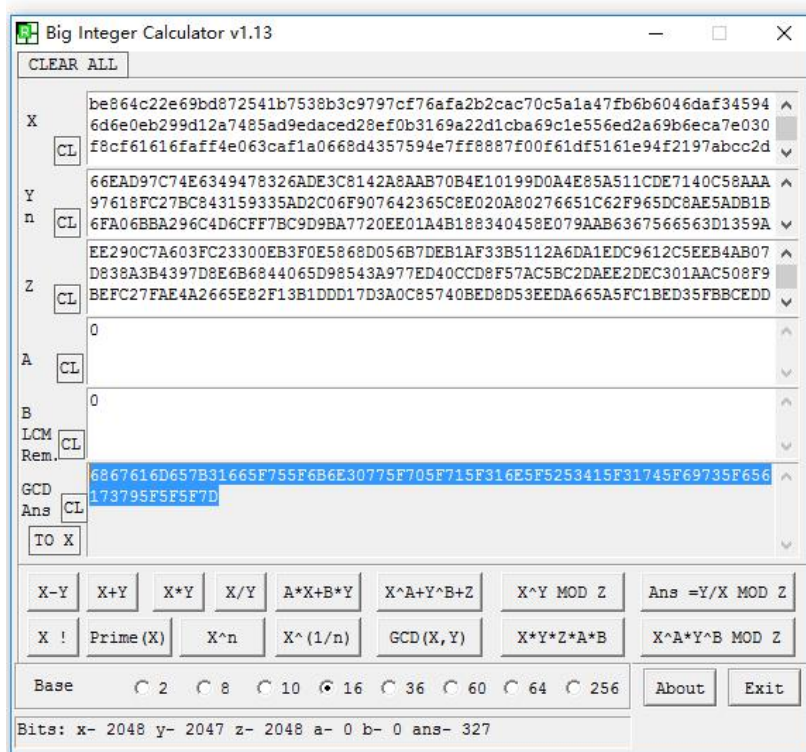 Big Integer Calculator v1.13
CLEAR ALL
X
CL
be864c22e69bd872541b7538b3c9797cf76afa2b2cac70c5a1a47fb6b6046daf34594
6d6e0eb299d12a7485ad9edaced28ef0b3169a22d1cba69c1e556ed2a69b6eca7e030
f8cf61616faff4e063caf1a0668d4357594e7ff8887f00f61df5161e94f2197abcc2d
Y
n
CL
66EAD97C74E6349478326ADE3C8142A8AAB70B4E10199D0A4E85A511CDE7140C58AAA
97618FC27BC843159335AD2C06F907642365C8E020A80276651C62F965DC8AE5ADB1B
6FA06BBA296C4D6CFF7BC9D9BA7720EE01A4B188340458E079AAB6367566563D1359A
Z
CL
EE290C7A603FC23300EB3F0E5868D056B7DEB1AF33B5112A6DA1EDC9612C5EEB4AB07
D838A3B4397D8E6B6844065D98543A977ED40CCD8F57AC5BC2DAEE2DEC301AAC508F9
BEFC27FAE4A2665E82F13B1DDD17D3A0C85740BED8D53EEDA665A5FC1BED35FBBCEDD
A
CL
0
B
LCM
Rem.
CL
0
GCD
Ans
CL
TO X
6867616D657B31665F755F6B6E30775F705F715F316E5F5253415F31745F69735F656
173795F5F5F7D
X-Y X+Y X*Y X/Y A*X+B*Y X^A+Y^B+Z X^Y MOD Z Ans =Y/X MOD Z
X ! Prime(X) X^n X^(1/n) GCD(X,Y) X*Y*Z*A*B X^A*Y^B MOD Z
Base 2 8 10 16 36 60 64 256 About Exit
Bits: x- 2048 y- 2047 z- 2048 a- 0 b- 0 ans- 327